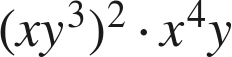 (xy³)² · x⁴y